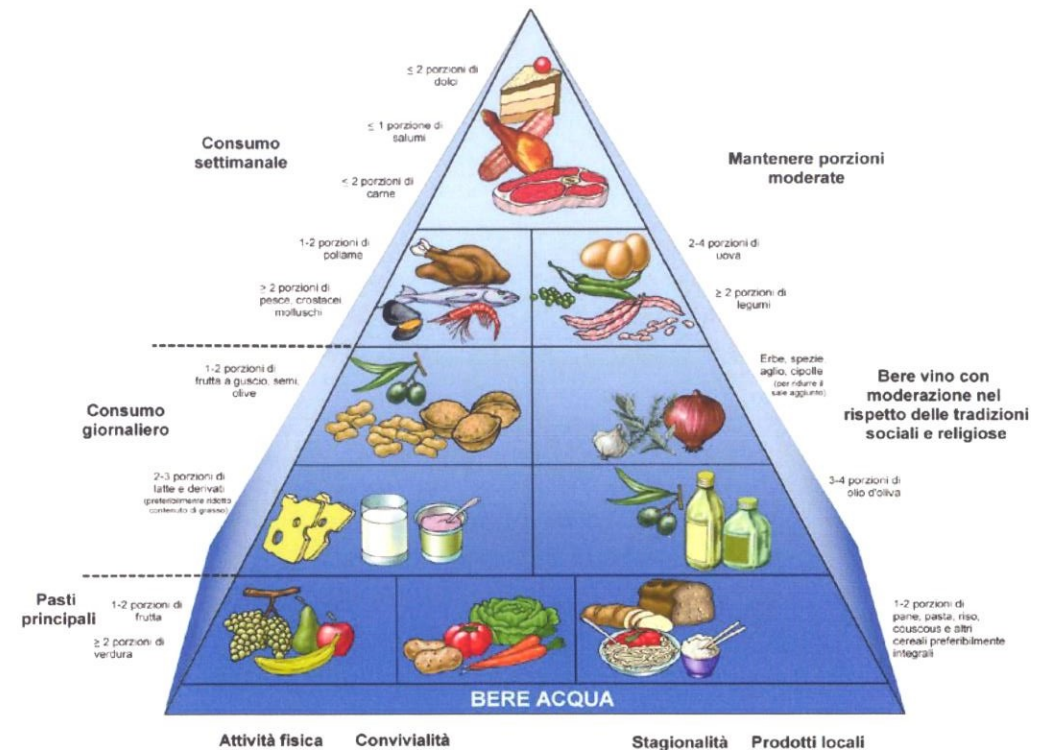 ≤ 2 porzioni di
dolci
≤ 1 porzione di
salumi
Consumo
settimanale
< 2 porzioni di
carne
Mantenere porzioni
moderate
1-2 porzioni di
pollame
≥ 2 porzioni di
pesce, crostacei
molluschi
2-4 porzioni di
uova
≥ 2 porzioni di
legumi
1-2 porzioni di
frutta a guscio, semi,
olive
Consumo
giornaliero
Erbe, spezie
aglio, cipolle
(per ridurre il
sale aggiunto)
Bere vino con
moderazione nel
rispetto delle tradizioni
sociali e religiose
2-3 porzioni di
latte e derivati
(preferibilmente ridotto
contenuto di grasso)
3-4 porzioni di
olio d'oliva
Pasti
principali
1-2 porzioni di
frutta
≥ 2 porzioni di
verdura
1-2 porzioni di
pane, pasta, riso,
couscous e altri
cereali preferibilmente
integrali
BERE ACQUA
Attività fisica
Convivialità
Stagionalità
Prodotti locali